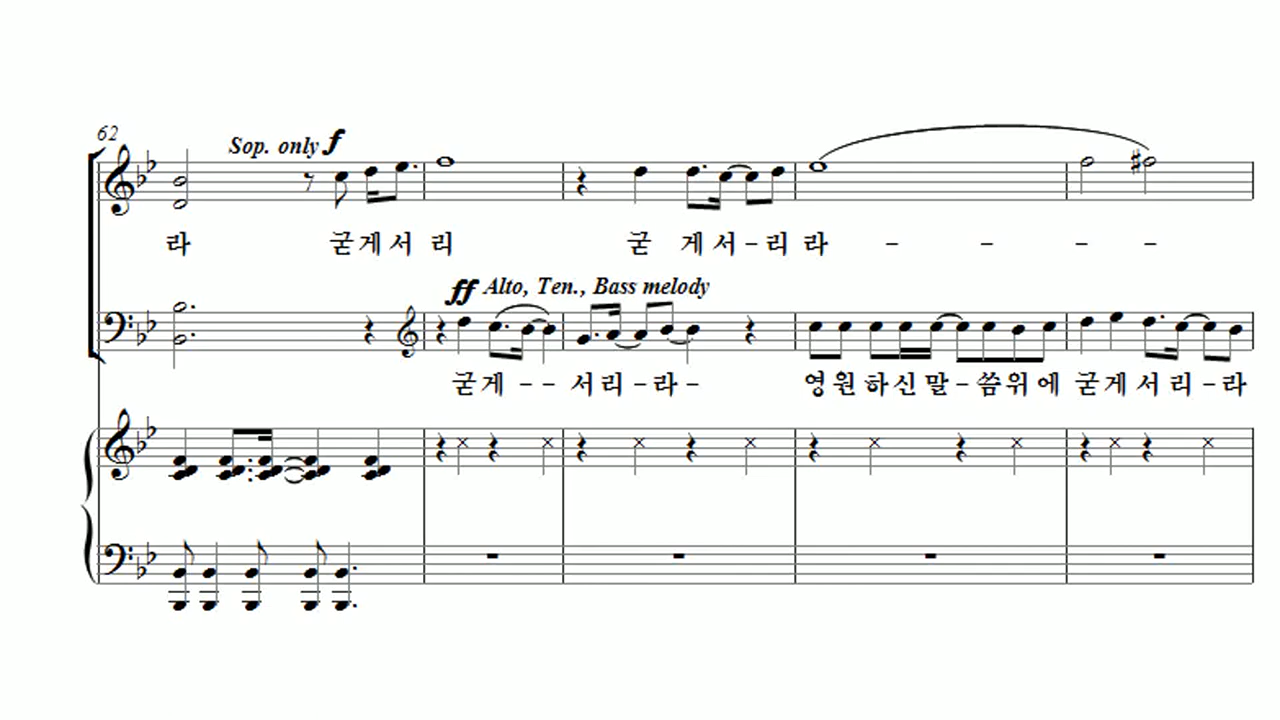 62
Sop. only f
라 굳게서 리 굳 게 서 - 리 라 - - - -
ff Alto, Ten., Bass melody
굳게 - - 서리 - 라 - 영원하신말 - 씀위에 굳게서리 - 라